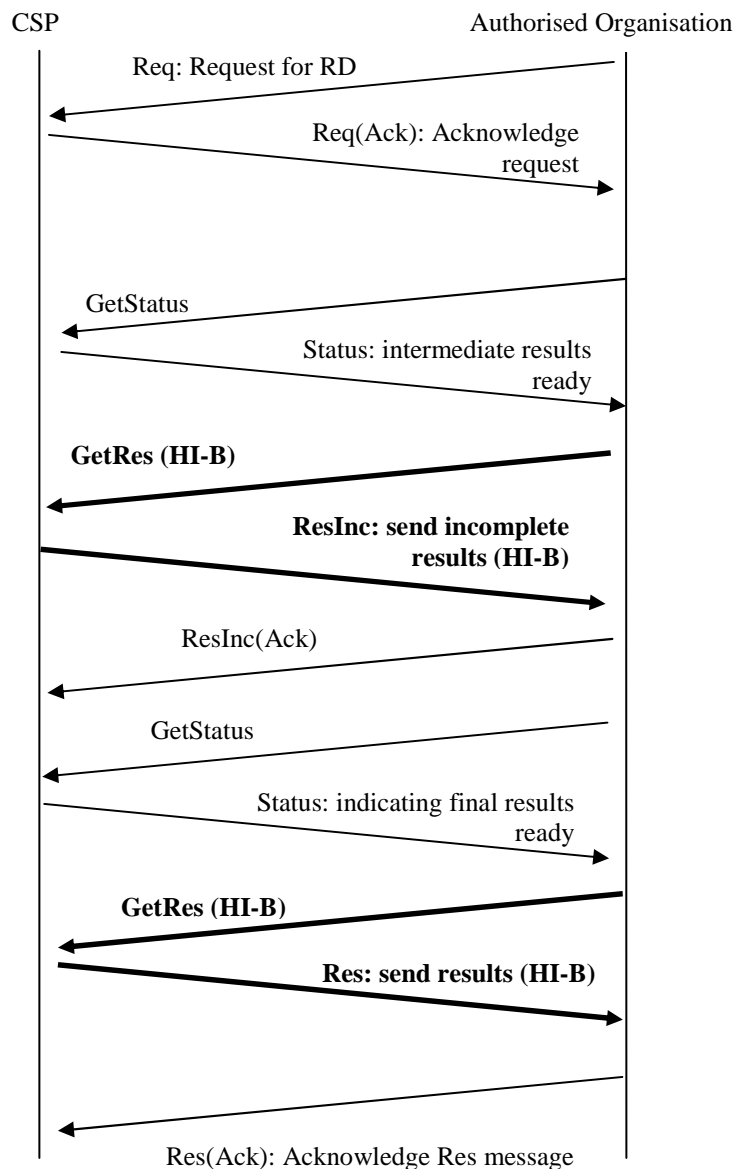 CSP
Authorised Organisation
Req: Request for RD
Req(Ack): Acknowledge
request
GetStatus
Status: intermediate results
ready
GetRes (HI-B)
ResInc: send incomplete
results (HI-B)
ResInc(Ack)
GetStatus
Status: indicating final results
ready
GetRes (HI-B)
Res: send results (HI-B)
Res(Ack): Acknowledge Res message